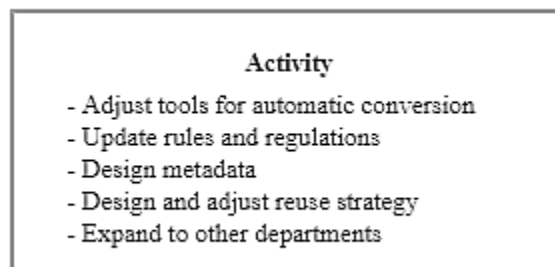 Activity
- Adjust tools for automatic conversion
- Update rules and regulations
- Design metadata
- Design and adjust reuse strategy
- Expand to other departments